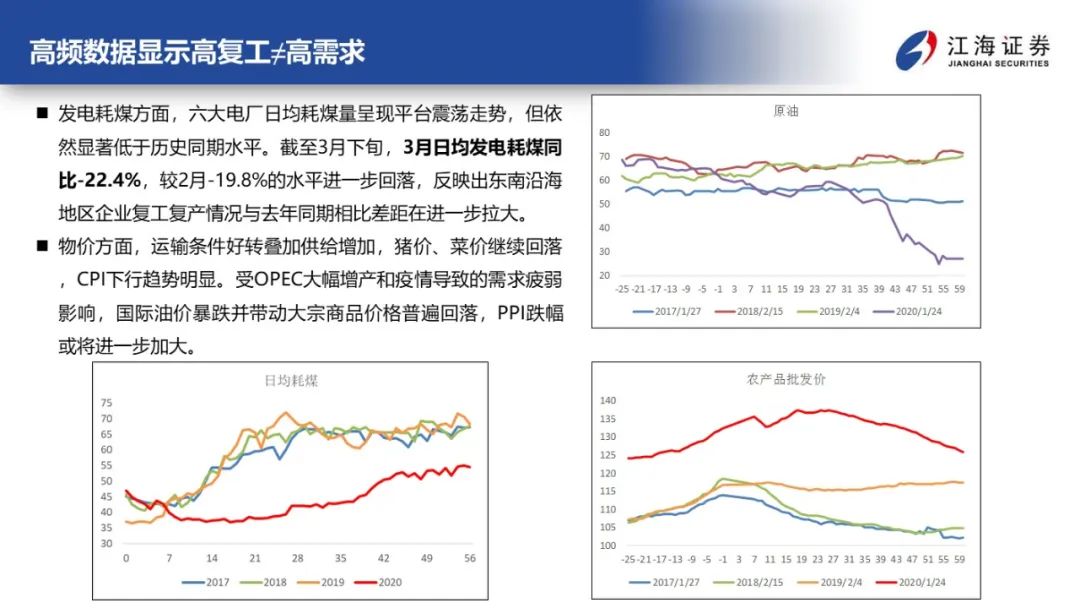 高频数据显示高复工≠高需求
江海证券
JIANGHAI SECURITIES
■ 发电耗煤方面，六大电厂日均耗煤量呈现平台震荡走势，但依
然显著低于历史同期水平。截至3月下旬，3月日均发电耗煤同
比-22.4%，较2月-19.8%的水平进一步回落，反映出东南沿海
地区企业复工复产情况与去年同期相比差距在进一步拉大。
■ 物价方面，运输条件好转叠加供给增加，猪价、菜价继续回落
，CPI下行趋势明显。受OPEC大幅增产和疫情导致的需求疲弱
影响，国际油价暴跌并带动大宗商品价格普遍回落，PPI跌幅
或将进一步加大。
原油
80
70
60
50
40
30
20
-25 -21 -17 -13 -9 -5 -1 3 7 11 15 19 23 27 31 35 39 43 47 51 55 59
2017/1/27 2018/2/15 2019/2/4 2020/1/24
日均耗煤
75
70
65
60
55
50
45
40
35
30
0 7 14 21 28 35 42 49 56
2017 2018 2019 2020
农产品批发价
140
135
130
125
120
115
110
105
100
-25 -21 -17 -13 -9 -5 -1 3 7 11 15 19 23 27 31 35 39 43 47 51 55 59
2017/1/27 2018/2/15 2019/2/4 2020/1/24